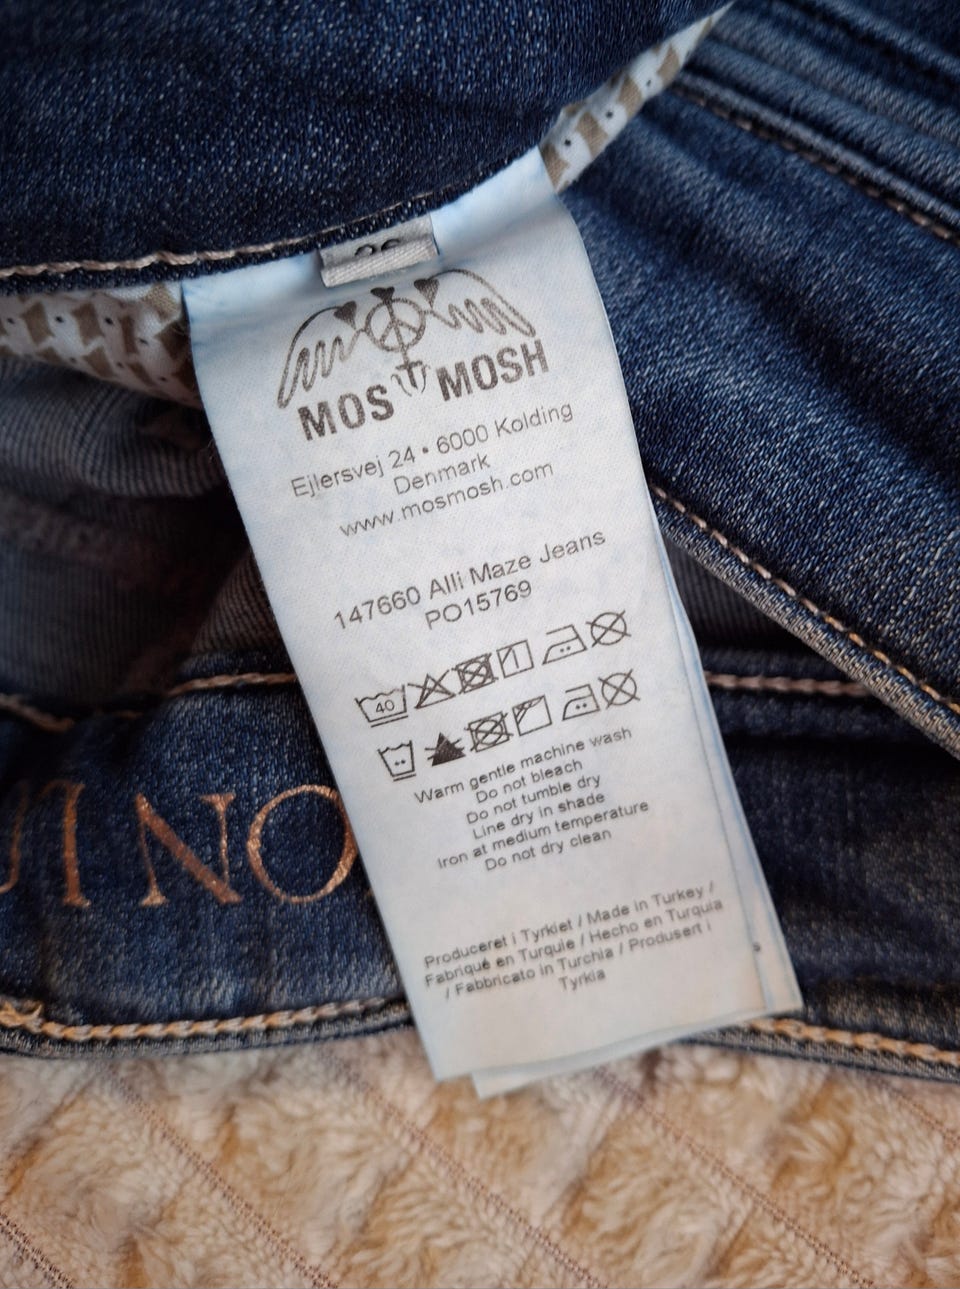 MOS MOSH
Ejlersvej 24 • 6000 Kolding
Denmark
www.mosmosh.com
147660 Alli Maze Jeans
PO15769
40
Warm gentle machine wash
Do not bleach
Do not tumble dry
Line dry in shade
Iron at medium temperature
Do not dry clean
Produceret i Tyrkiet / Made in Turkey /
Fabriqué en Turquie / Hecho en Turquia
/ Fabbricato in Turchia / Produsert i
Tyrkia
NO